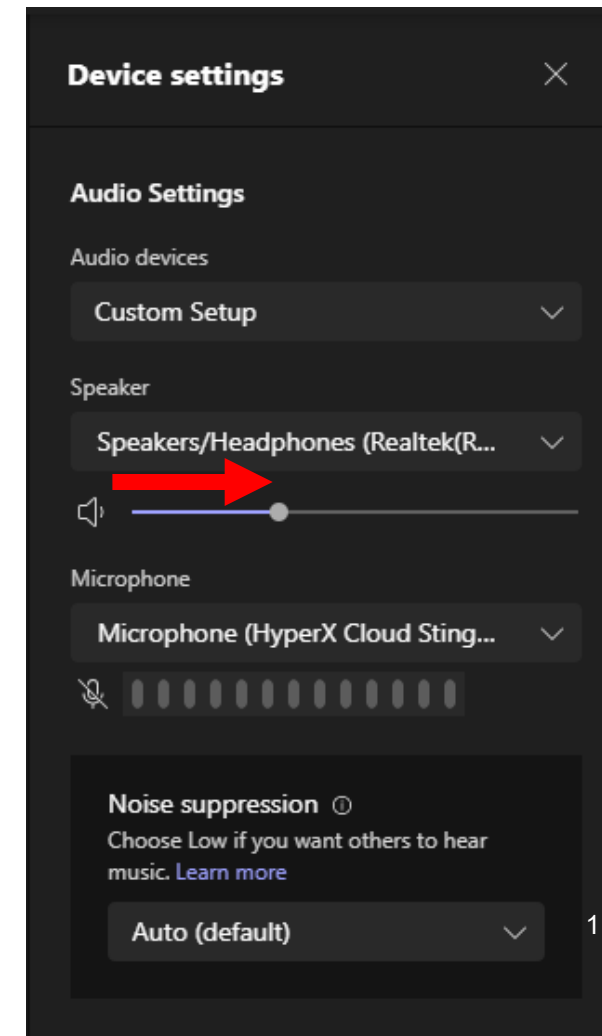 Device settings
Audio Settings
Audio devices
Custom Setup
Speaker
Speakers/Headphones (Realtek(R...
Microphone
Microphone (HyperX Cloud Sting...
Noise suppression
Choose Low if you want others to hear
music. Learn more
Auto (default)
1